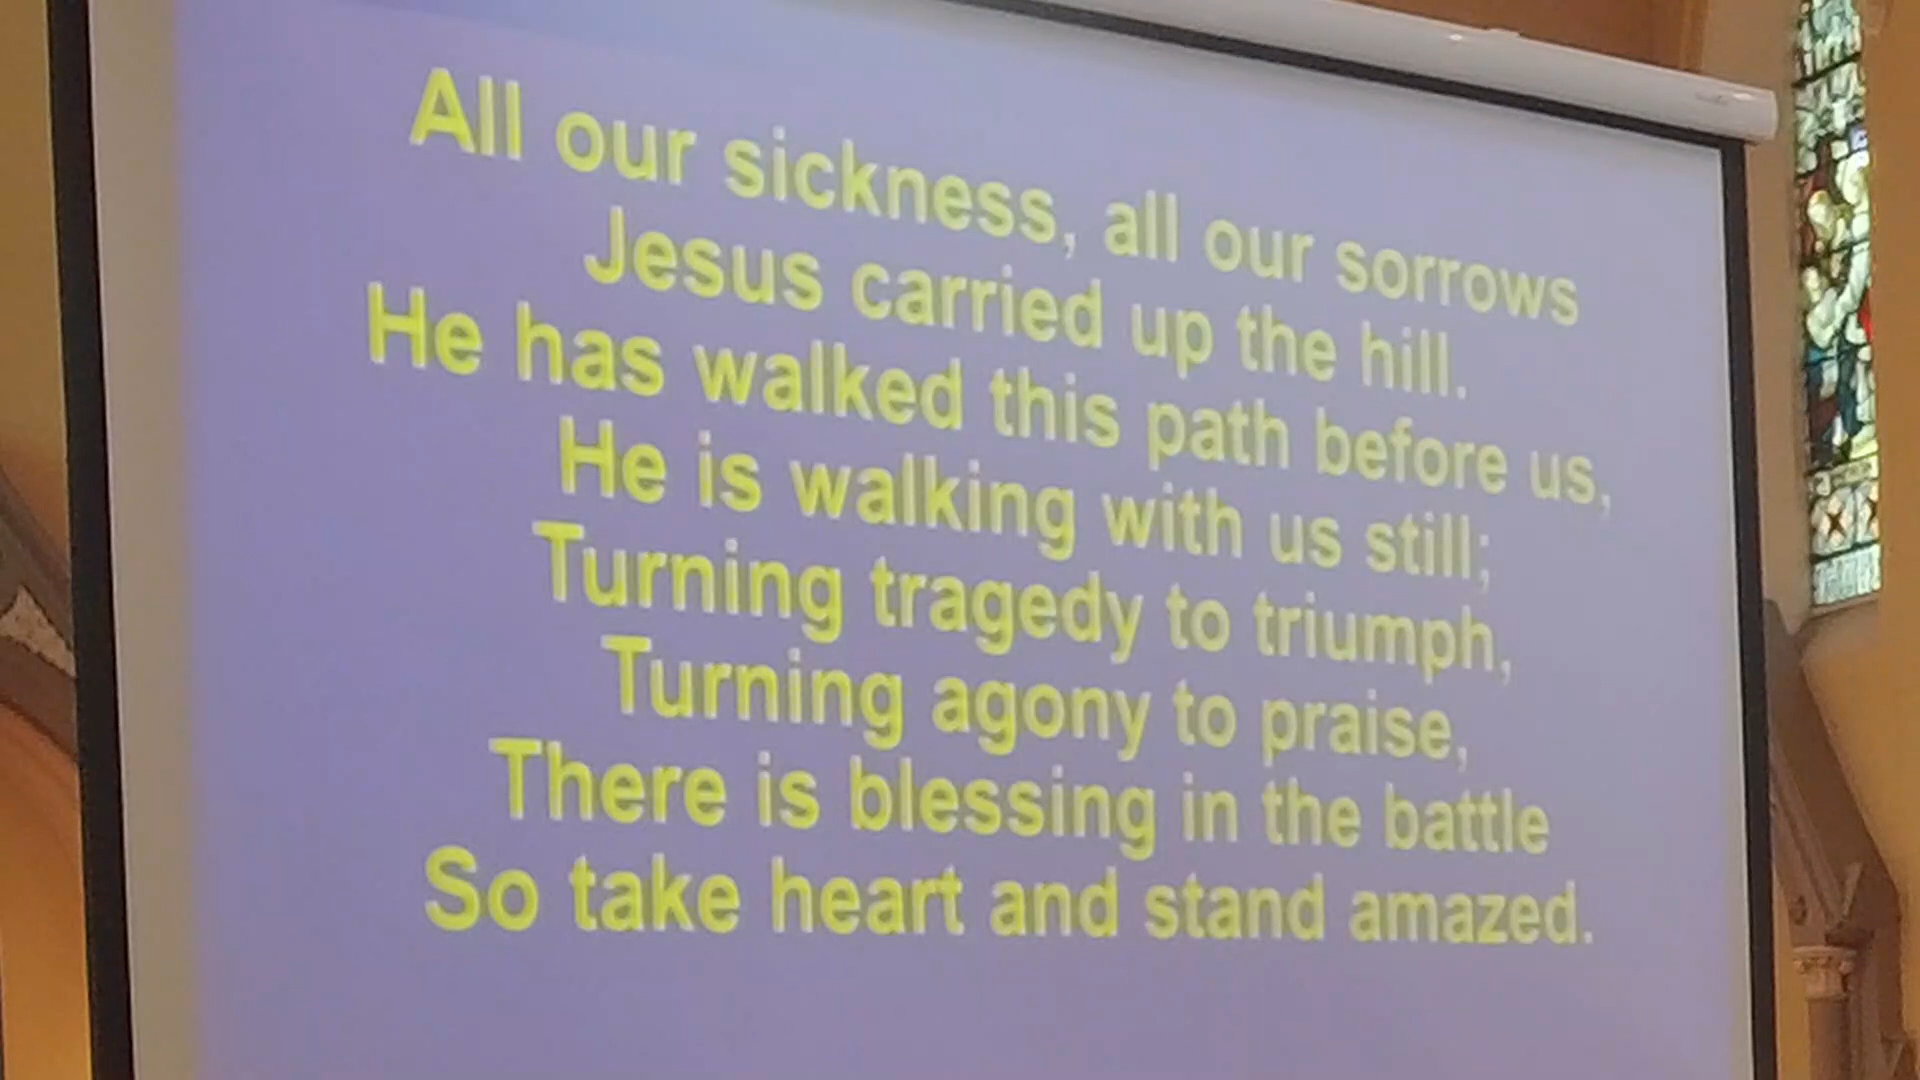 All our sickness, all our sorrows
Jesus carried up the hill.
He has walked this path before us,
He is walking with us still;
Turning tragedy to triumph,
Turning agony to praise,
There is blessing in the battle
So take heart and stand amazed.